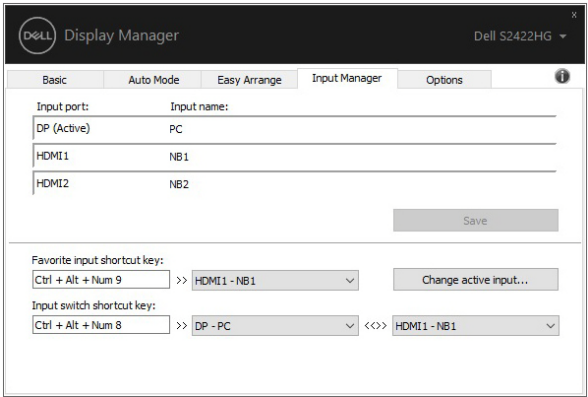 DELL Display Manager
x
Dell S2422HG
Basic Auto Mode Easy Arrange Input Manager Options
Input port: Input name:
DP (Active) PC
HDMI1 NB1
HDMI2 NB2
Save
Favorite input shortcut key:
Ctrl + Alt + Num 9 >> HDMI1 - NB1 Change active input...
Input switch shortcut key:
Ctrl + Alt + Num 8 >> DP - PC <<>> HDMI1 - NB1